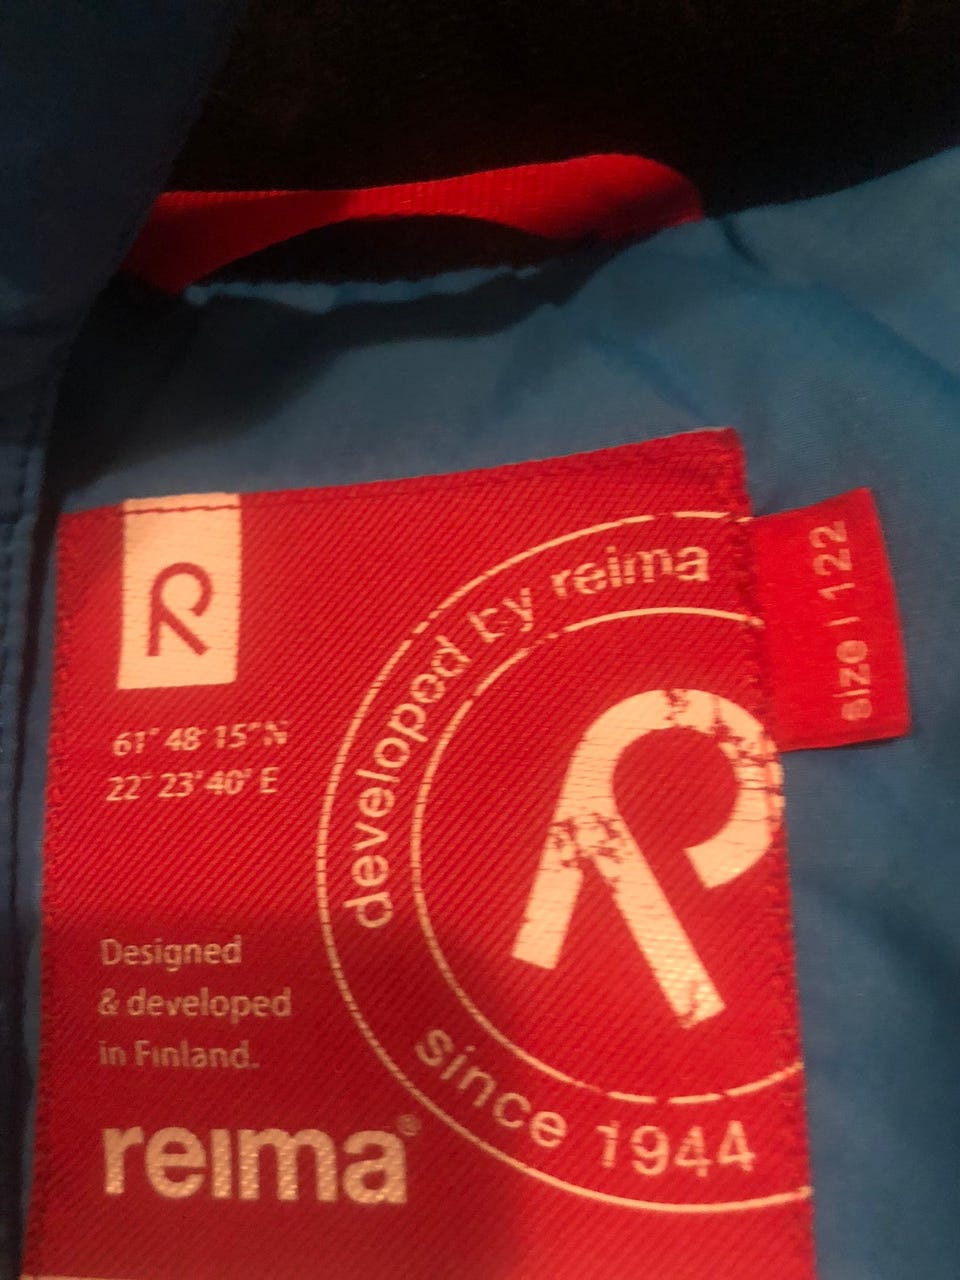 61° 48' 15" N
22° 23' 40" E
developed by reima
since 1944
Designed
& developed
in Finland.
reima®
size | 122